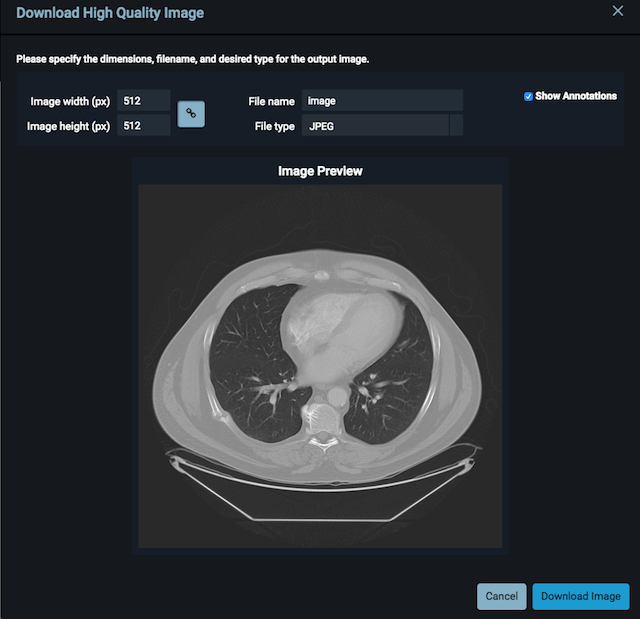 Download High Quality Image
Please specify the dimensions, filename, and desired type for the output image.
Image width (px) 512
Image height (px) 512
File name image
File type JPEG
Show Annotations
Image Preview
Cancel Download Image